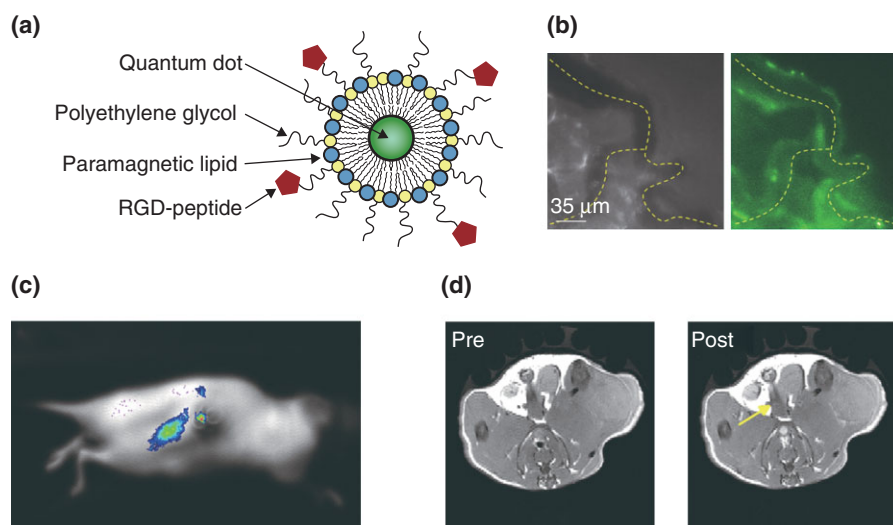 (a)
Quantum dot
Polyethylene glycol
Paramagnetic lipid
RGD-peptide
(b)
35 μm
(c)
(d)
Pre
Post